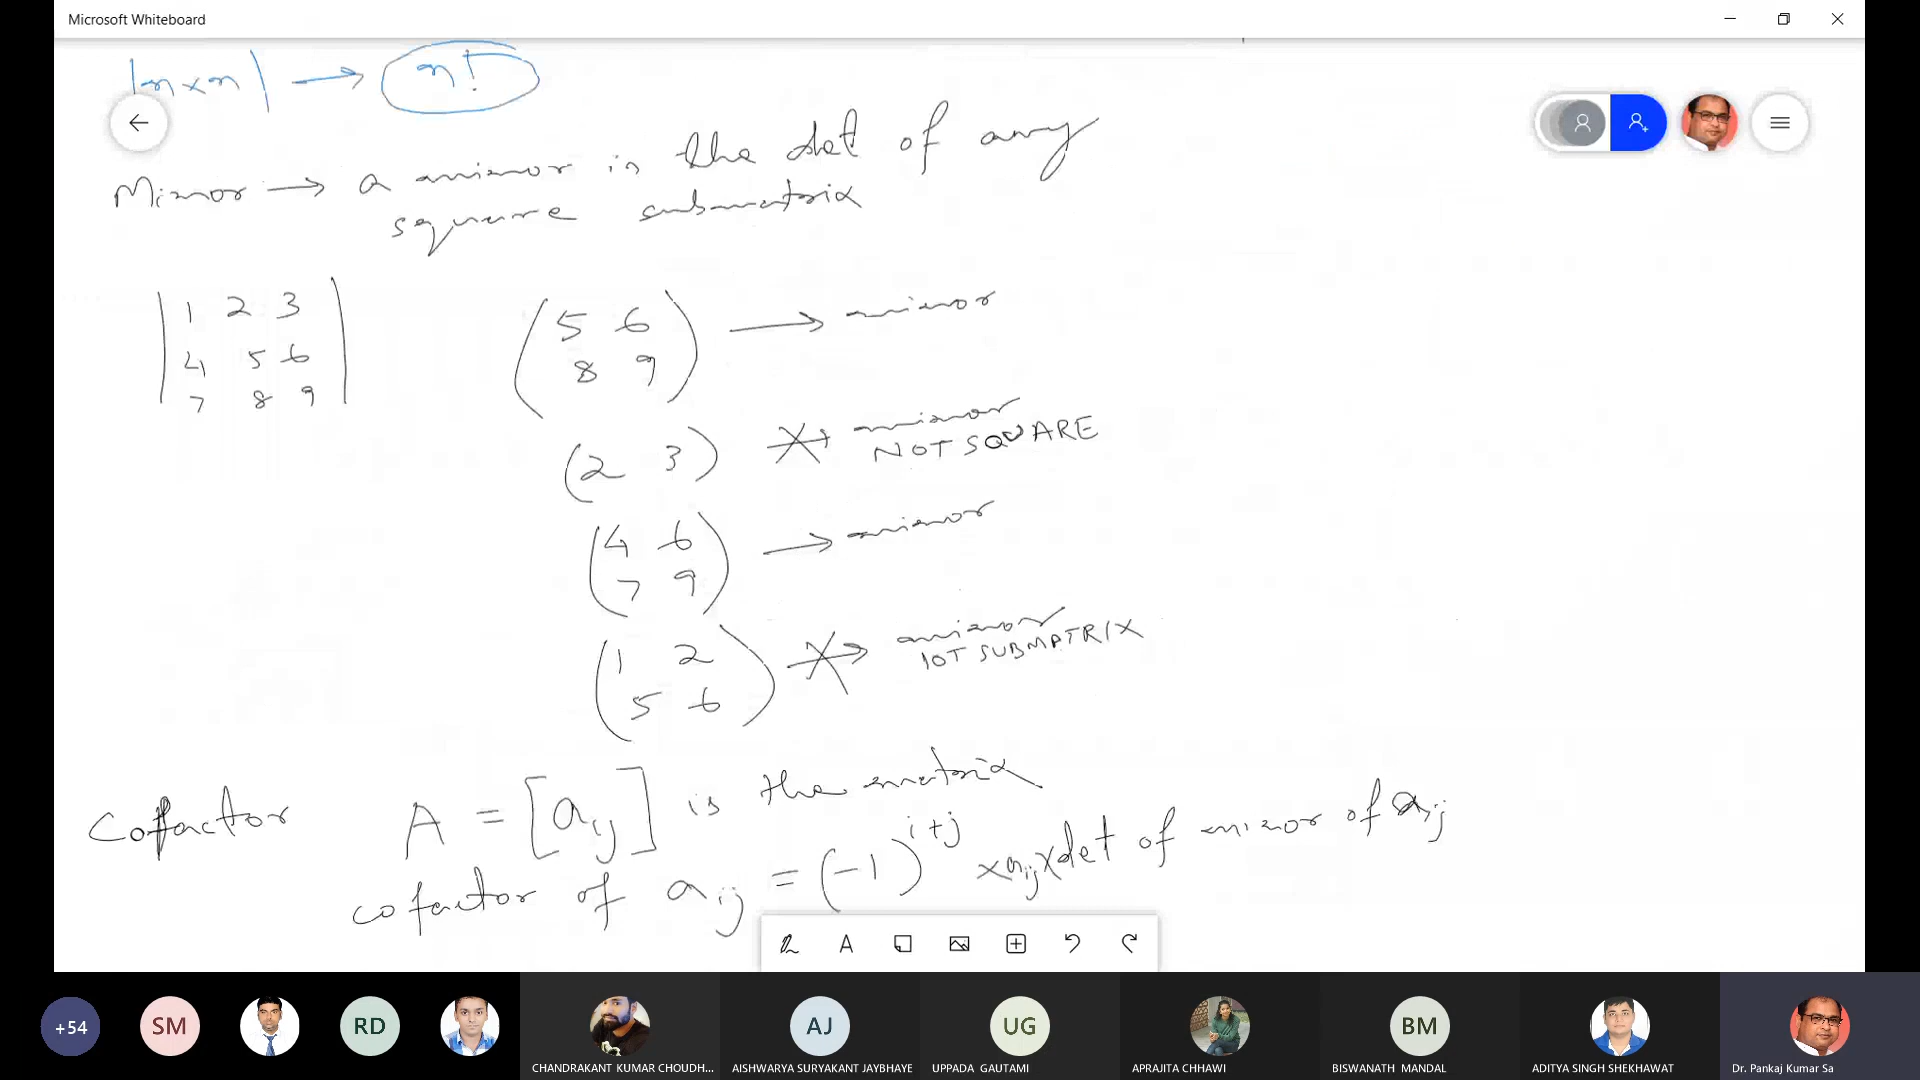 Microsoft Whiteboard
|n×n| → n!
Minor → a minor is the det of any
square submatrix
1 2 3
4 5 6
7 8 9
5 6 → minor
8 9
(2 3) minor
NOT SQUARE
4 6 → minor
7 9
1 2 minor
IOT SUBMATRIX
5 6
Cofactor A = [aij] is the matrix
cofactor of aij = (-1)^i+j ×aij×det of minor of aij
+54
SM
RD
AJ
UG
BM
CHANDRAKANT KUMAR CHOUDH...
AISHWARYA SURYAKANT JAYBHAYE
UPPADA GAUTAMI
APRAJITA CHHAWI
BISWANATH MANDAL
ADITYA SINGH SHEKHAWAT
Dr. Pankaj Kumar Sa